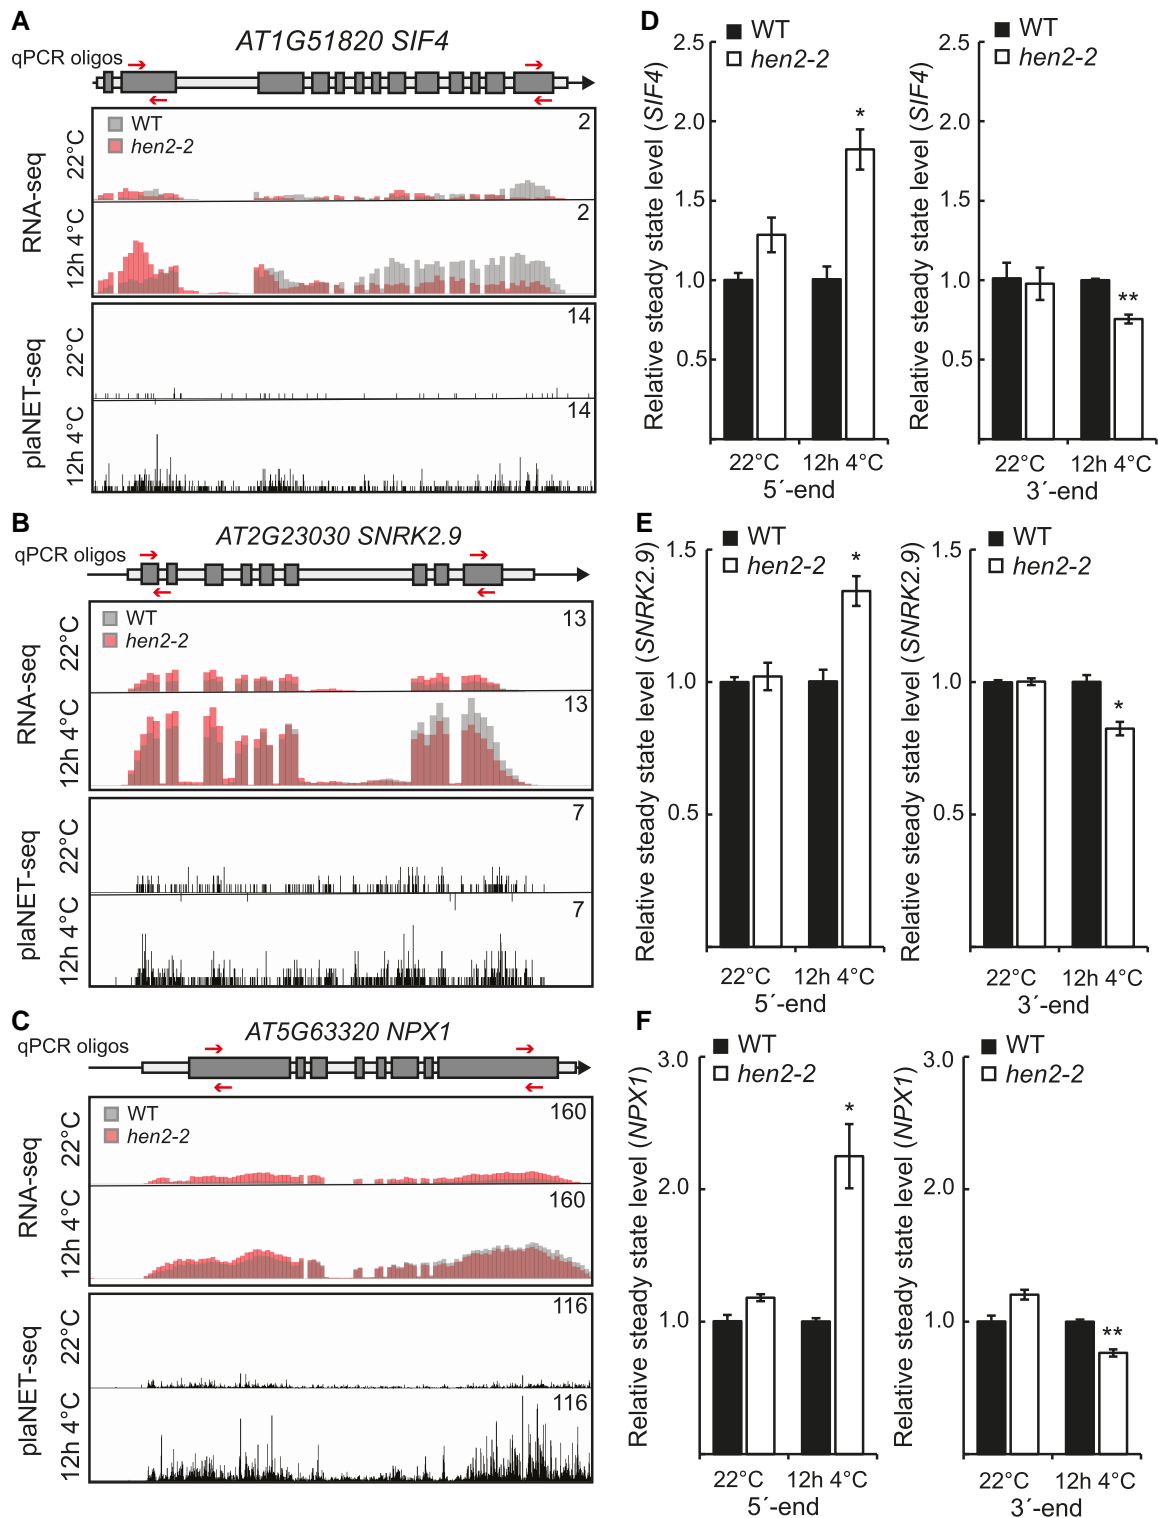 A
AT1G51820 SIF4
qPCR oligos
WT
hen2-2
2
2
22°C
12h 4°C
RNA-seq
14
14
22°C
12h 4°C
plaNET-seq
B
AT2G23030 SNRK2.9
qPCR oligos
WT
hen2-2
13
13
22°C
12h 4°C
RNA-seq
7
7
22°C
12h 4°C
plaNET-seq
C
AT5G63320 NPX1
qPCR oligos
WT
hen2-2
160
160
22°C
12h 4°C
RNA-seq
116
116
22°C
12h 4°C
plaNET-seq
D
WT
hen2-2
Relative steady state level (SIF4)
2.5
2.0
1.5
1.0
0.5
*
22°C 12h 4°C
5´-end
WT
hen2-2
Relative steady state level (SIF4)
2.5
2.0
1.5
1.0
0.5
**
22°C 12h 4°C
3´-end
E
WT
hen2-2
Relative steady state level (SNRK2.9)
1.5
1.0
0.5
*
22°C 12h 4°C
5´-end
WT
hen2-2
Relative steady state level (SNRK2.9)
1.5
1.0
0.5
*
22°C 12h 4°C
3´-end
F
WT
hen2-2
Relative steady state level (NPX1)
3.0
2.0
1.0
*
22°C 12h 4°C
5´-end
WT
hen2-2
Relative steady state level (NPX1)
3.0
2.0
1.0
**
22°C 12h 4°C
3´-end